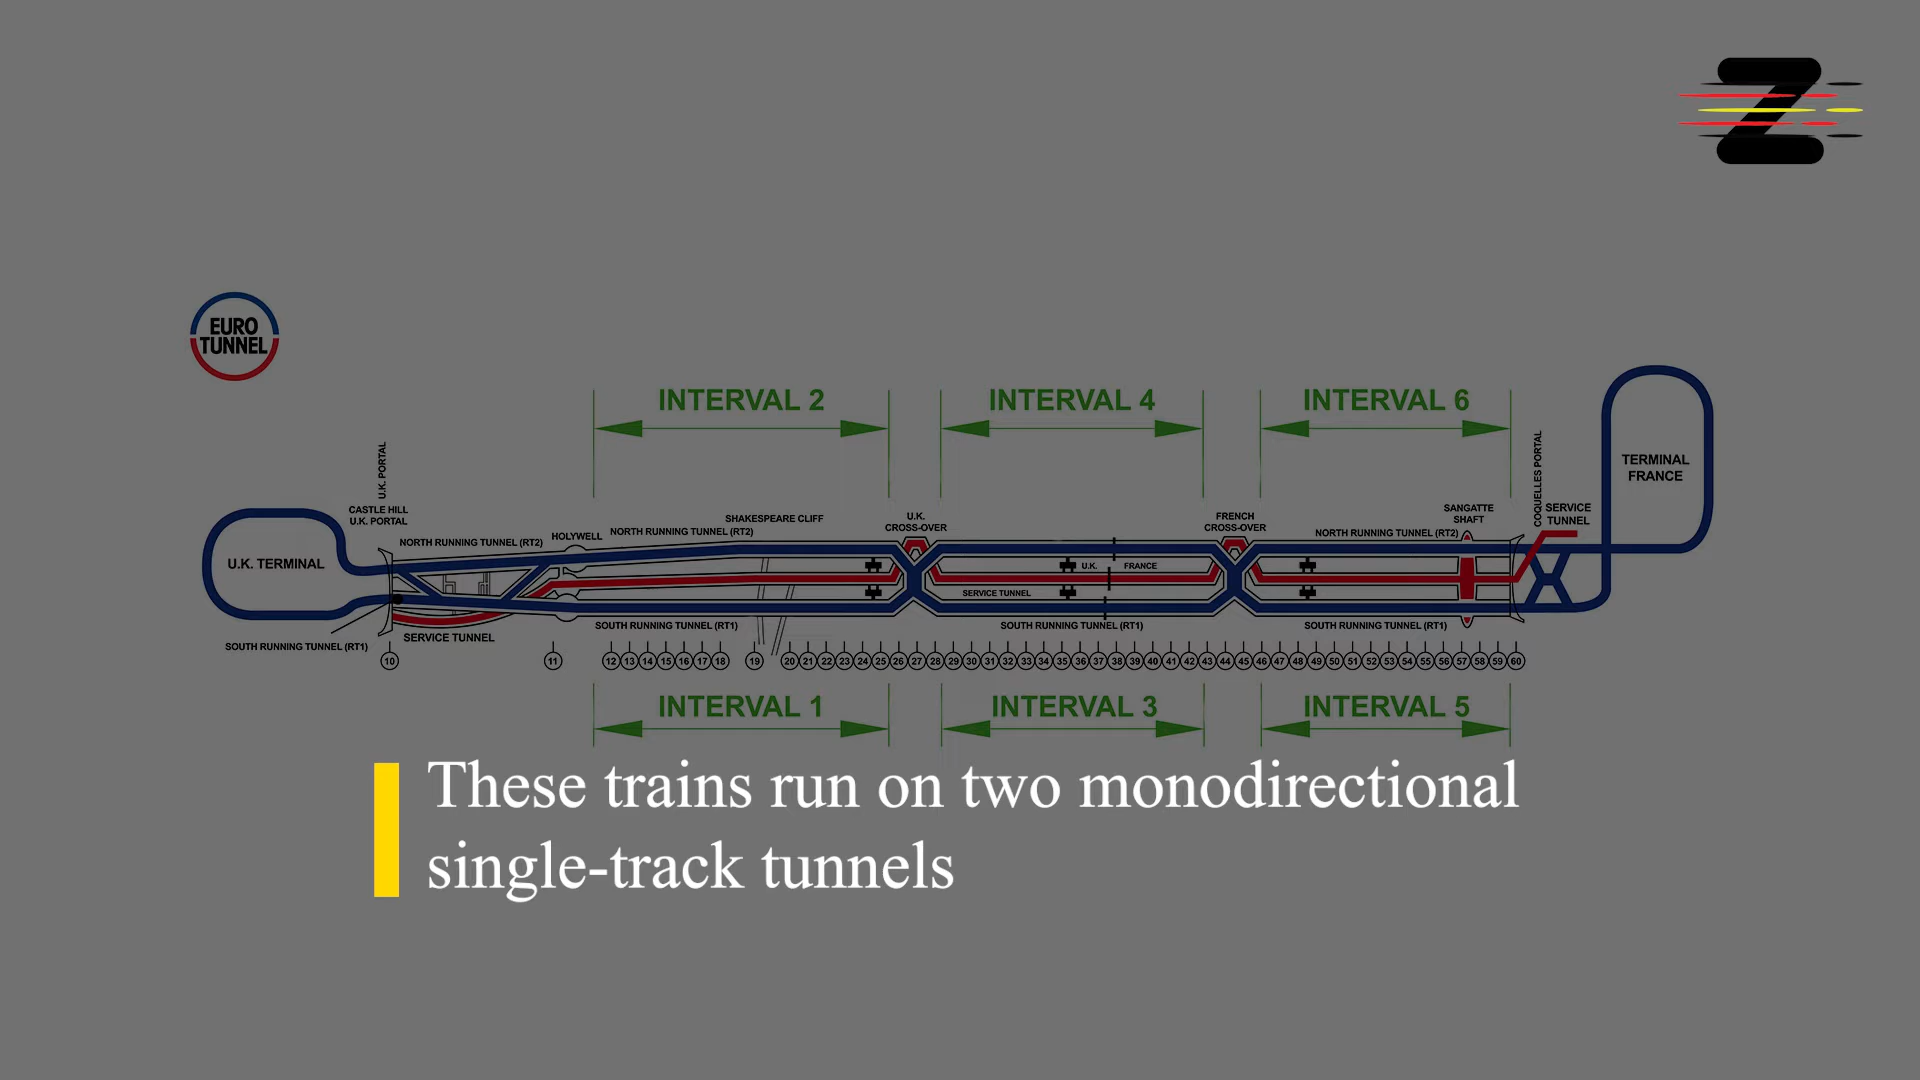 Z
EURO
TUNNEL
INTERVAL 2
INTERVAL 4
INTERVAL 6
U.K. PORTAL
COQUELLES PORTAL
TERMINAL
FRANCE
CASTLE HILL
U.K. PORTAL
NORTH RUNNING TUNNEL (RT2)
HOLYWELL
NORTH RUNNING TUNNEL (RT2)
SHAKESPEARE CLIFF
U.K.
CROSS-OVER
FRENCH
CROSS-OVER
NORTH RUNNING TUNNEL (RT2)
SANGATTE
SHAFT
SERVICE
TUNNEL
U.K. TERMINAL
U.K.
FRANCE
SERVICE TUNNEL
SOUTH RUNNING TUNNEL (RT1)
SERVICE TUNNEL
SOUTH RUNNING TUNNEL (RT1)
SOUTH RUNNING TUNNEL (RT1)
SOUTH RUNNING TUNNEL (RT1)
10 11 12 13 14 15 16 17 18 19 20 21 22 23 24 25 26 27 28 29 30 31 32 33 34 35 36 37 38 39 40 41 42 43 44 45 46 47 48 49 50 51 52 53 54 55 56 57 58 59 60
INTERVAL 1
INTERVAL 3
INTERVAL 5
These trains run on two monodirectional
single-track tunnels